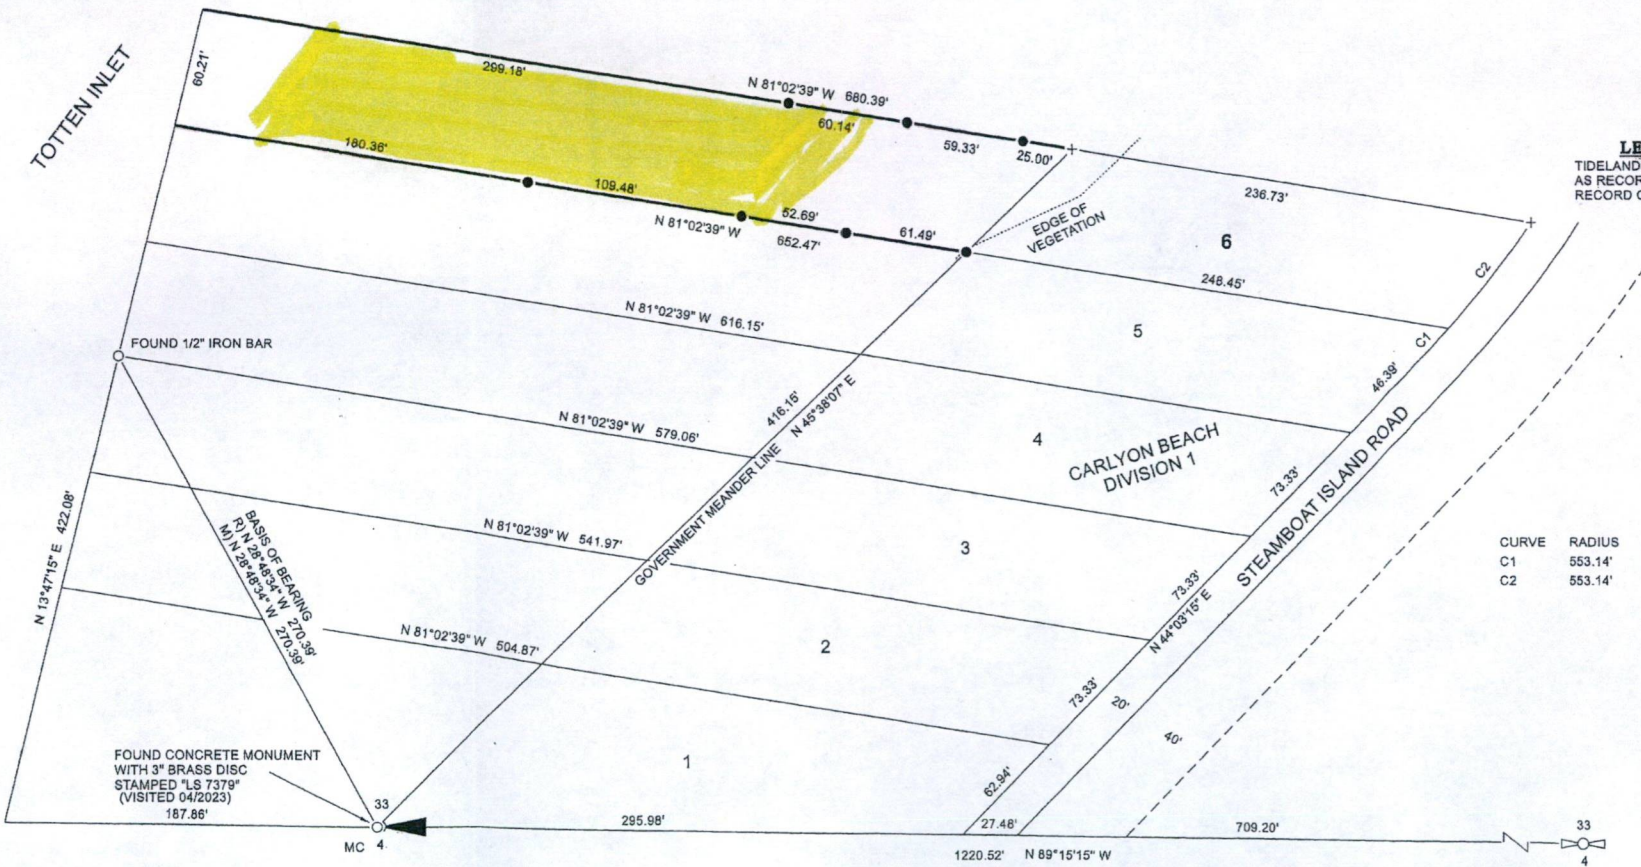 TOTTEN INLET
60.21'
299.18'
N 81°02'39" W 680.39'
60.14'
59.33'
25.00'
180.36'
109.48'
N 81°02'39" W 652.47'
52.69'
61.49'
EDGE OF
VEGETATION
236.73'
6
248.45'
C2
C1
TIDELAND
AS RECOR
RECORD
N 81°02'39" W 616.15'
5
46.39'
FOUND 1/2" IRON BAR
N 81°02'39" W 579.06'
416.15'
GOVERNMENT MEANDER LINE N 45°38'07" E
4
CARLYON BEACH
DIVISION 1
73.33'
STEAMBOAT ISLAND ROAD
N 13°47'15" E 422.08'
BASIS OF BEARING
R) N 28°48'34" W 270.39'
M) N 28°48'34" W 270.39'
N 81°02'39" W 541.97'
3
73.33'
N 44°03'15" E
CURVE RADIUS
C1 553.14'
C2 553.14'
N 81°02'39" W 504.87'
2
73.33'
20'
40'
FOUND CONCRETE MONUMENT
WITH 3" BRASS DISC
STAMPED "LS 7379"
(VISITED 04/2023)
187.86'
1
62.94'
33
MC 4
295.98'
27.48'
709.20'
1220.52' N 89°15'15" W
33
4